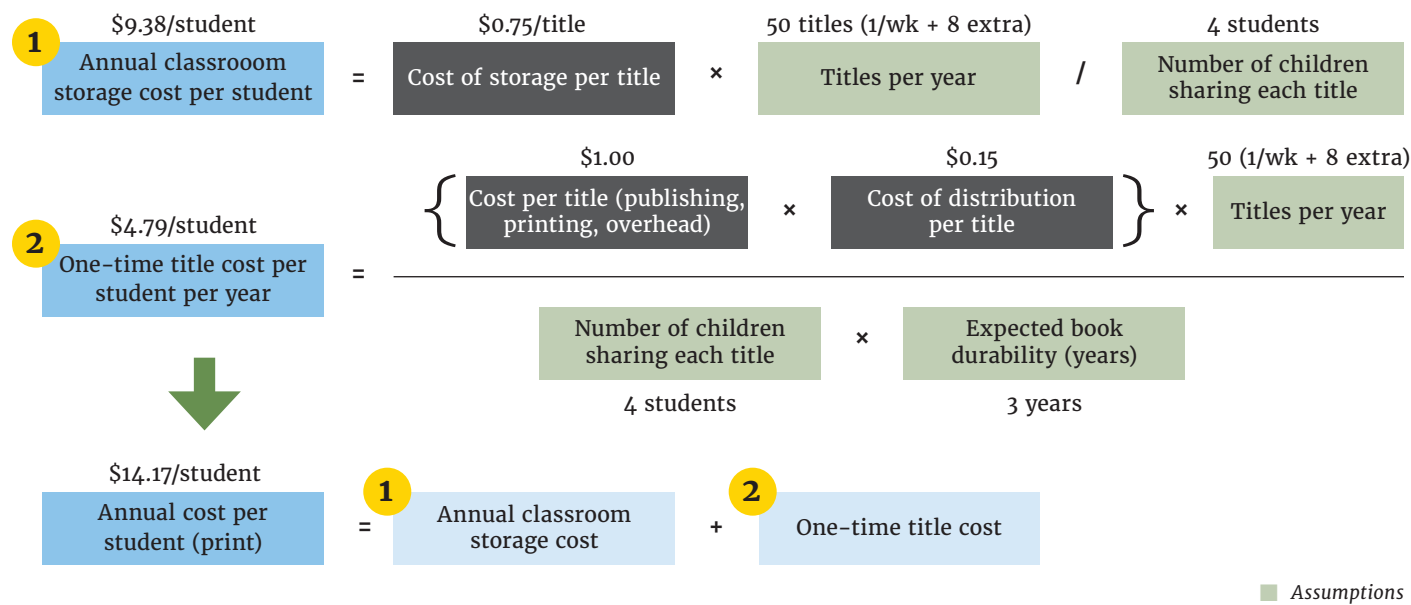 $9.38/student
$0.75/title
50 titles (1/wk + 8 extra)
4 students
1
Annual classrooom
storage cost per student
=
Cost of storage per title
×
Titles per year
/
Number of children
sharing each title
$1.00
$0.15
50 (1/wk + 8 extra)
{
Cost per title (publishing,
printing, overhead)
×
Cost of distribution
per title
}
×
Titles per year
$4.79/student
2
One-time title cost per
student per year
=
Number of children
sharing each title
×
Expected book
durability (years)
4 students
3 years
$14.17/student
Annual cost per
student (print)
=
1
Annual classroom
storage cost
+
2
One-time title cost
Assumptions